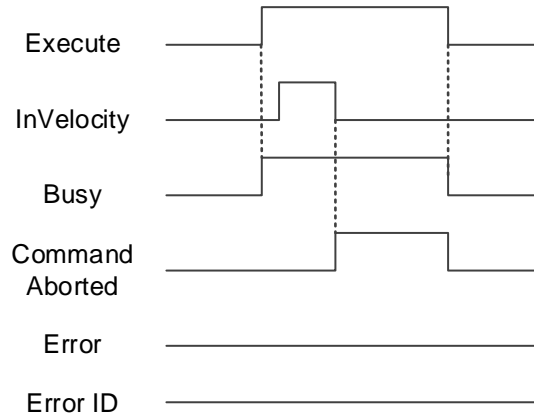 Execute
InVelocity
Busy
Command
Aborted
Error
Error ID